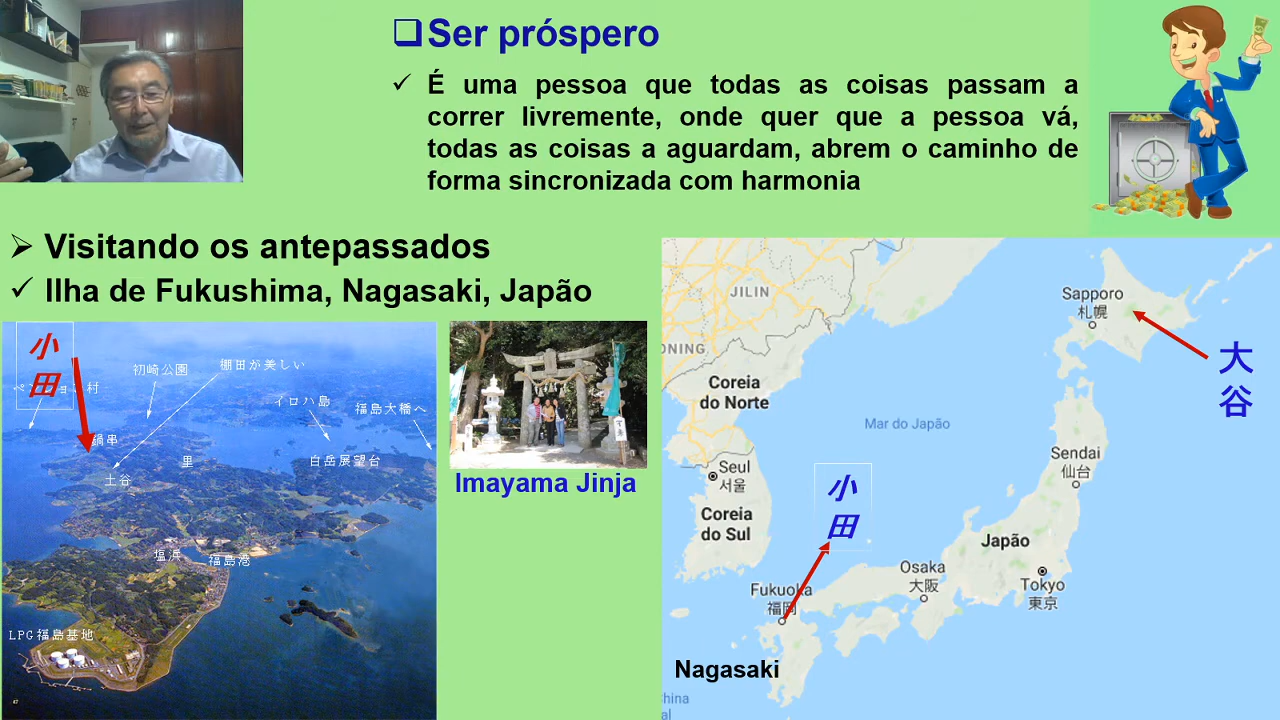 Ser próspero
É uma pessoa que todas as coisas passam a
correr livremente, onde quer que a pessoa vá,
todas as coisas a aguardam, abrem o caminho de
forma sincronizada com harmonia
Visitando os antepassados
Ilha de Fukushima, Nagasaki, Japão
小
田
初崎公園
棚田が美しい
イロハ島
福島大橋へ
鍋串
里
白岳展望台
土谷
塩浜
福島港
LPG福島基地
Imayama Jinja
JILIN
ONING
Coreia
do Norte
Seul
서울
Coreia
do Sul
Mar do Japão
Sapporo
札幌
大
谷
Sendai
仙台
小
田
Japão
Osaka
大阪
Tokyo
東京
Fukuoka
福岡
Nagasaki
China
al